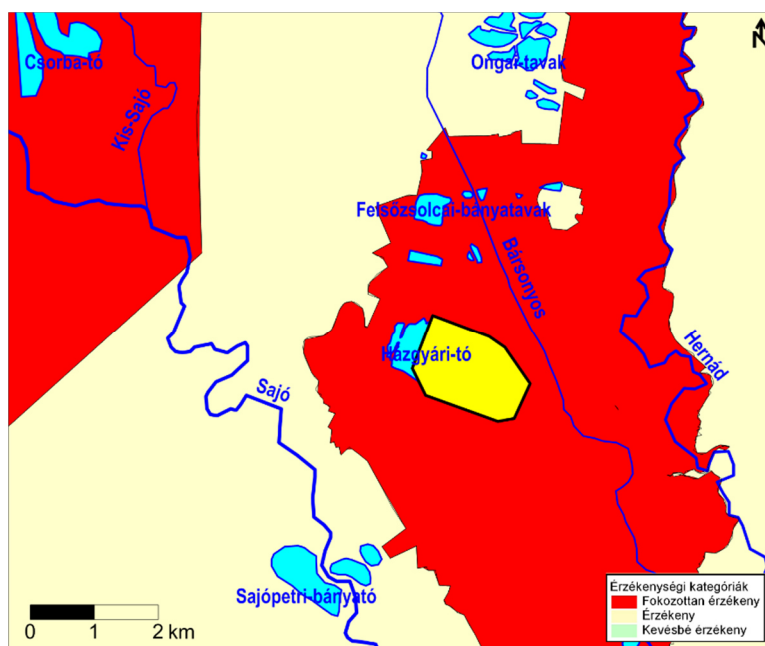 N
Csorba-tó
Ongai-tavak
Kis-Sajó
Felsőzsolcai-bányatavak
Bársonyos
Házgyári-tó
Hernád
Sajó
Sajópetri-bányató
0 1 2 km
Érzékenységi kategóriák
Fokozottan érzékeny
Érzékeny
Kevésbé érzékeny